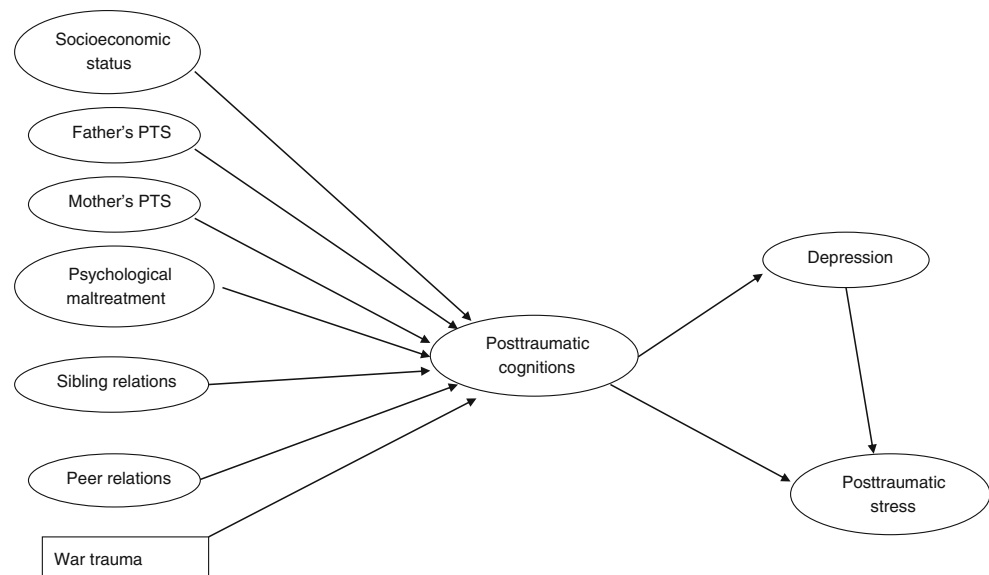 Socioeconomic
status
Father's PTS
Mother's PTS
Psychological
maltreatment
Sibling relations
Peer relations
War trauma
Posttraumatic
cognitions
Depression
Posttraumatic
stress